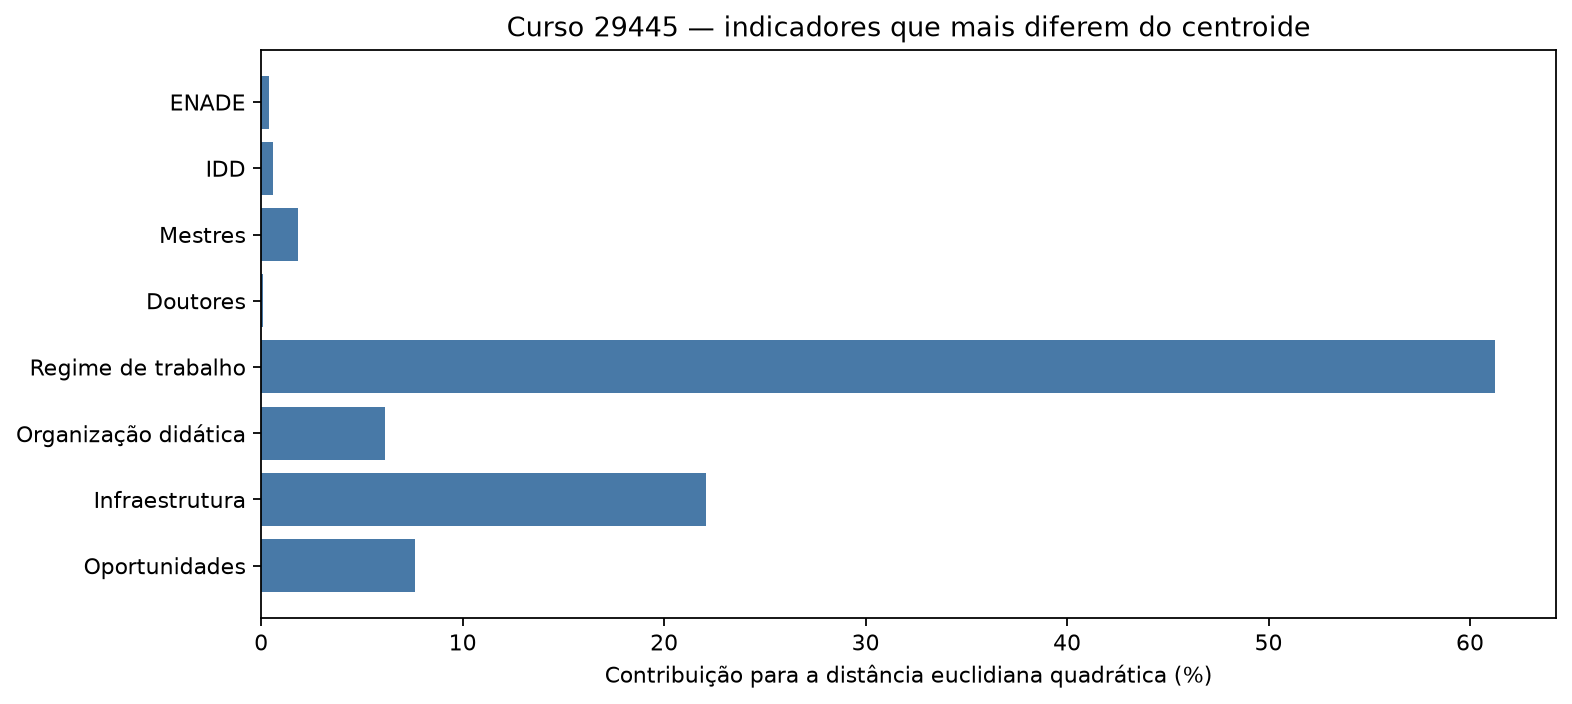 Curso 29445 — indicadores que mais diferem do centroide
ENADE
IDD
Mestres
Doutores
Regime de trabalho
Organização didática
Infraestrutura
Oportunidades
0 10 20 30 40 50 60
Contribuição para a distância euclidiana quadrática (%)